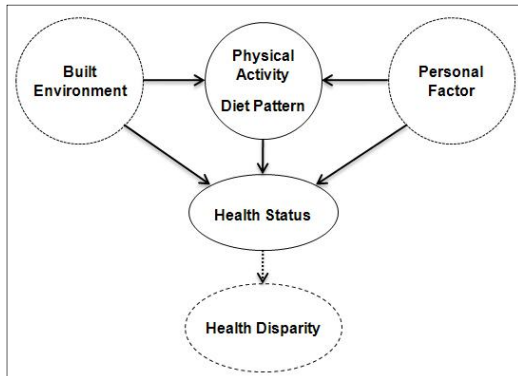 Built
Environment
Physical
Activity
Diet Pattern
Personal
Factor
Health Status
Health Disparity